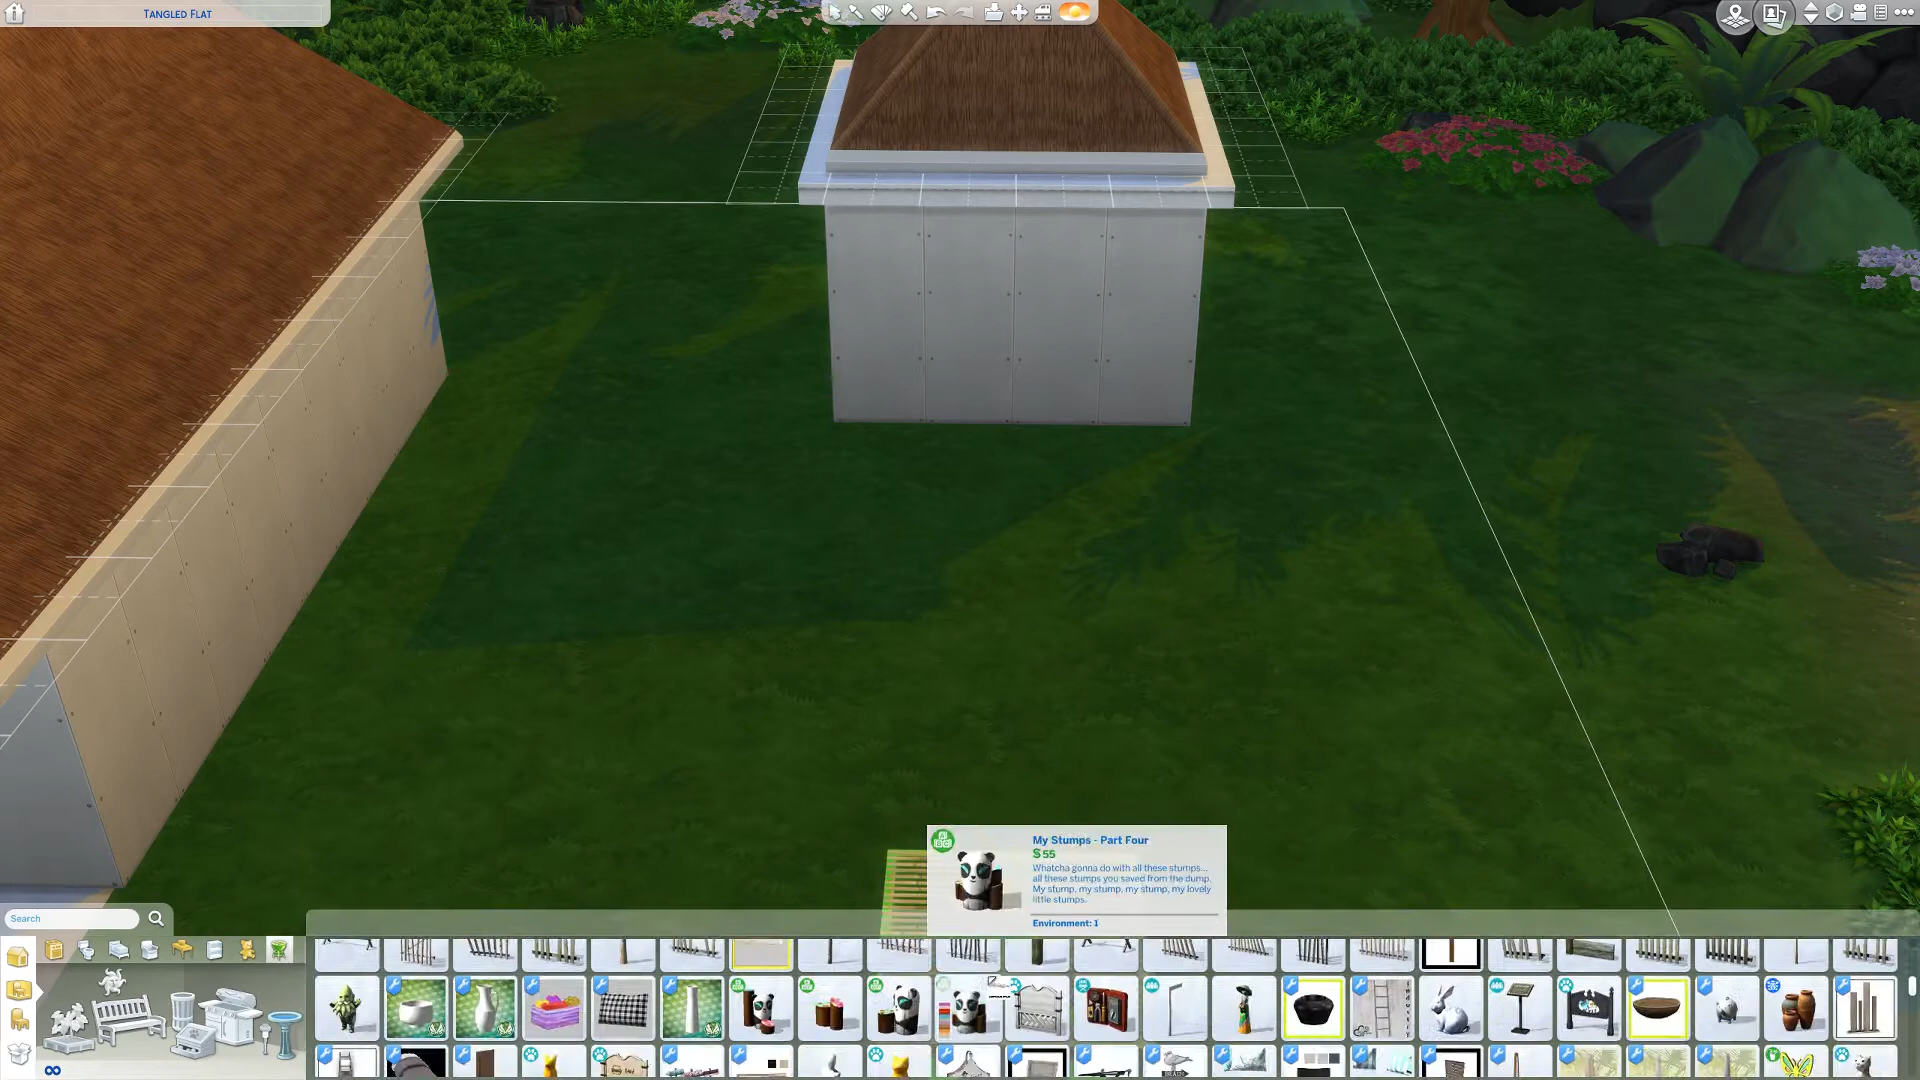 TANGLED FLAT
My Stumps - Part Four
§55
Whatcha gonna do with all these stumps...
all these stumps you saved from the dump.
My stump, my stump, my stump, my lovely
little stumps.
Environment: 1
Search